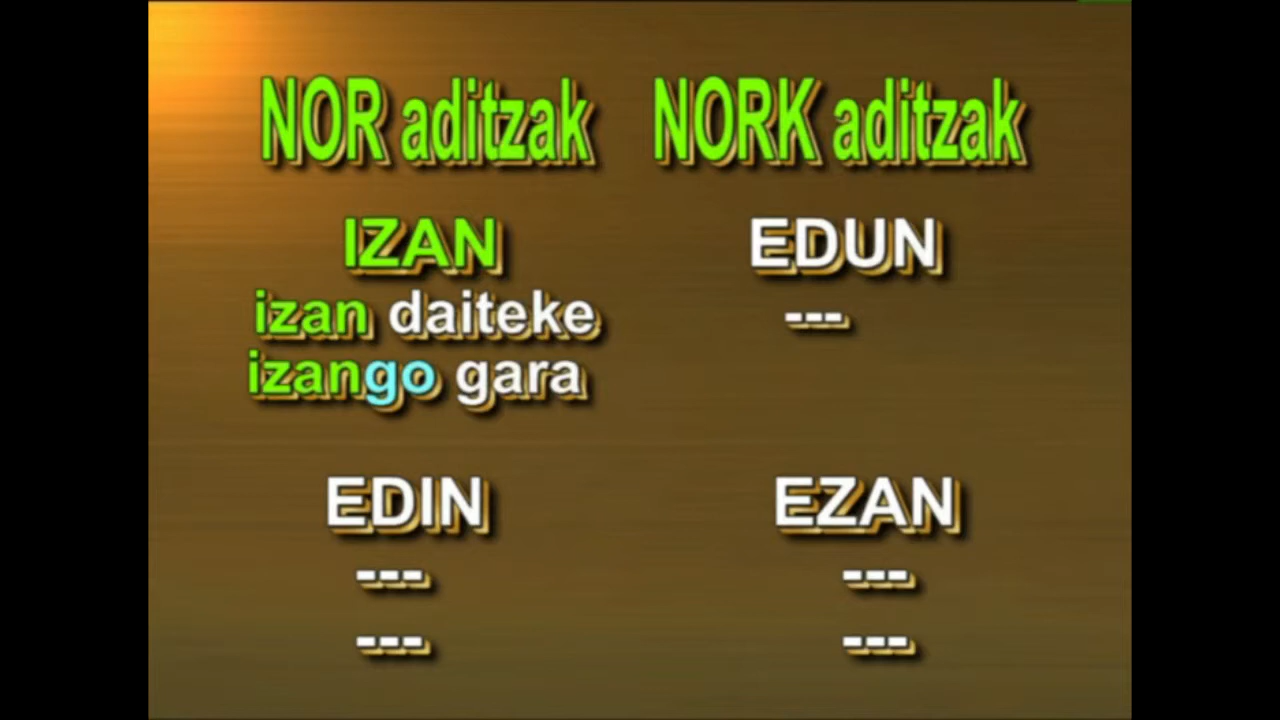 NOR aditzak NORK aditzak
IZAN EDUN
izan daiteke ---
izango gara
EDIN EZAN
--- ---
--- ---